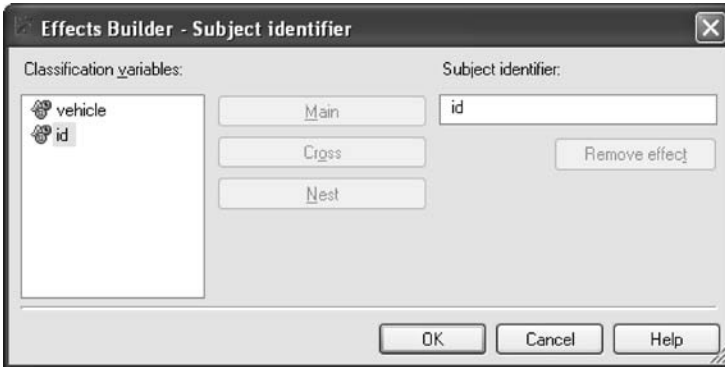 Effects Builder - Subject identifier
Classification variables:
Subject identifier:
vehicle
id
Main
Cross
Nest
id
Remove effect
OK
Cancel
Help